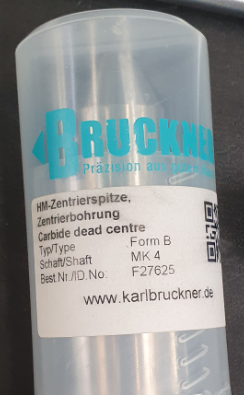 BRUCKNER
Präzision aus
HM-Zentrierspitze,
Zentrierbohrung
Carbide dead centre
Typ/Type Form B
Schaft/Shaft MK 4
Best.Nr./ID.No: F27625
www.karlbruckner.de